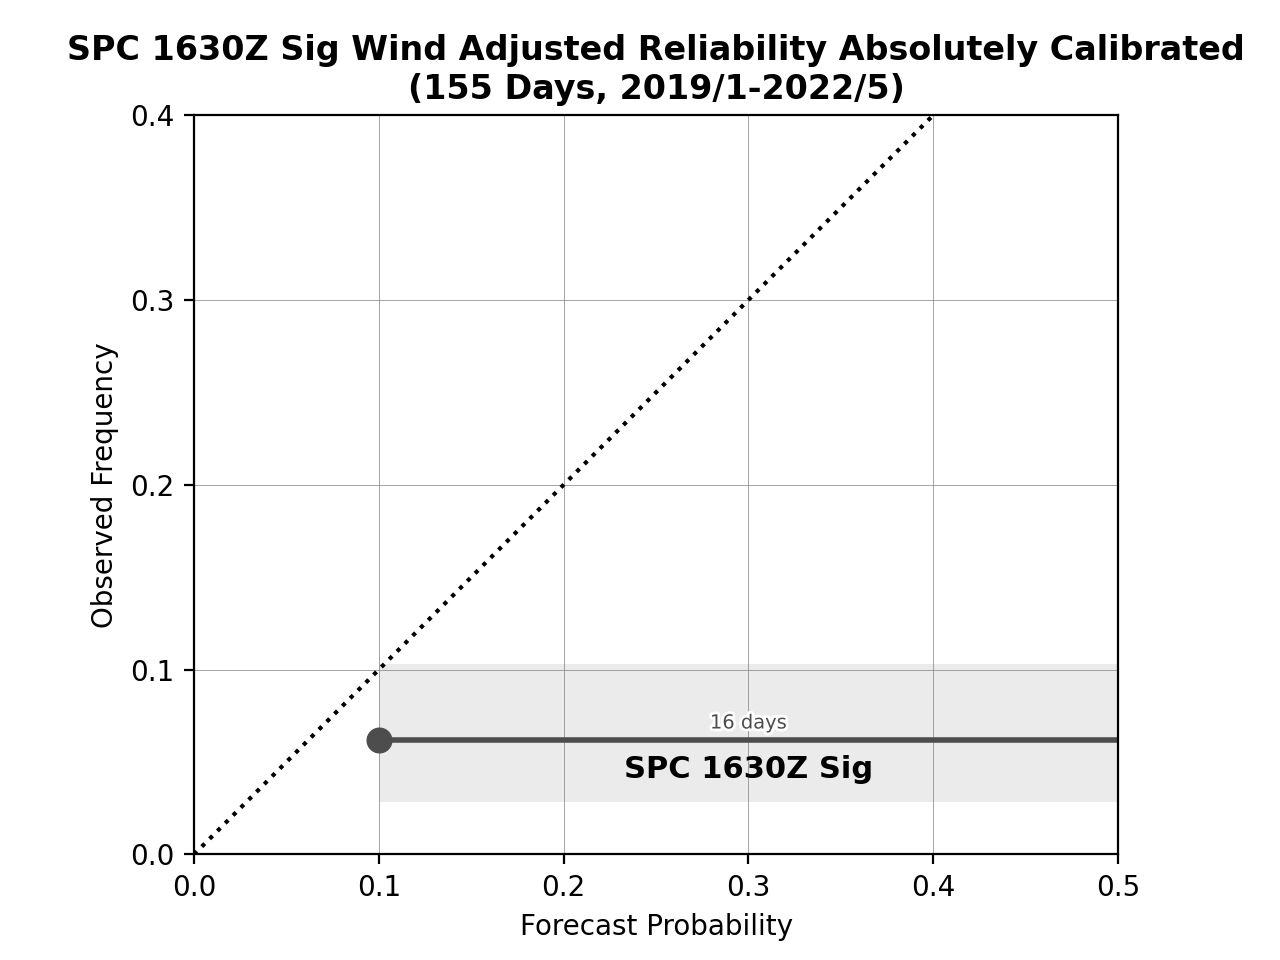 SPC 1630Z Sig Wind Adjusted Reliability Absolutely Calibrated
(155 Days, 2019/1-2022/5)
0.4
0.3
0.2
0.1
0.0
Observed Frequency
16 days
SPC 1630Z Sig
0.0 0.1 0.2 0.3 0.4 0.5
Forecast Probability